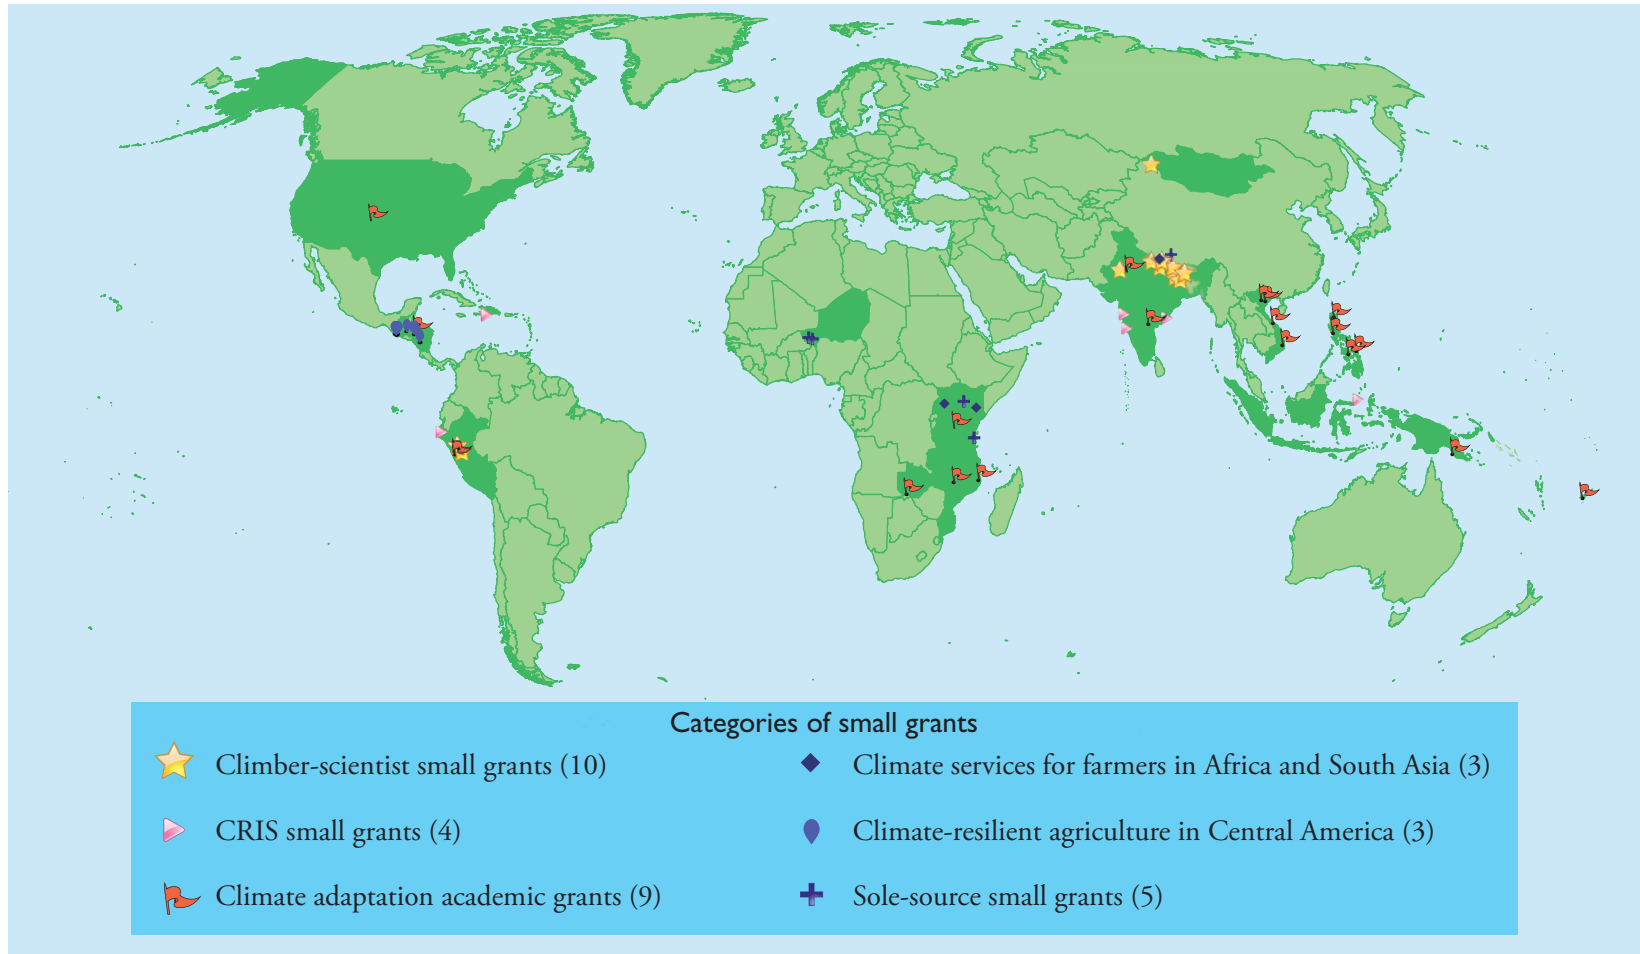 Categories of small grants
Climber-scientist small grants (10)
CRIS small grants (4)
Climate adaptation academic grants (9)
Climate services for farmers in Africa and South Asia (3)
Climate-resilient agriculture in Central America (3)
Sole-source small grants (5)